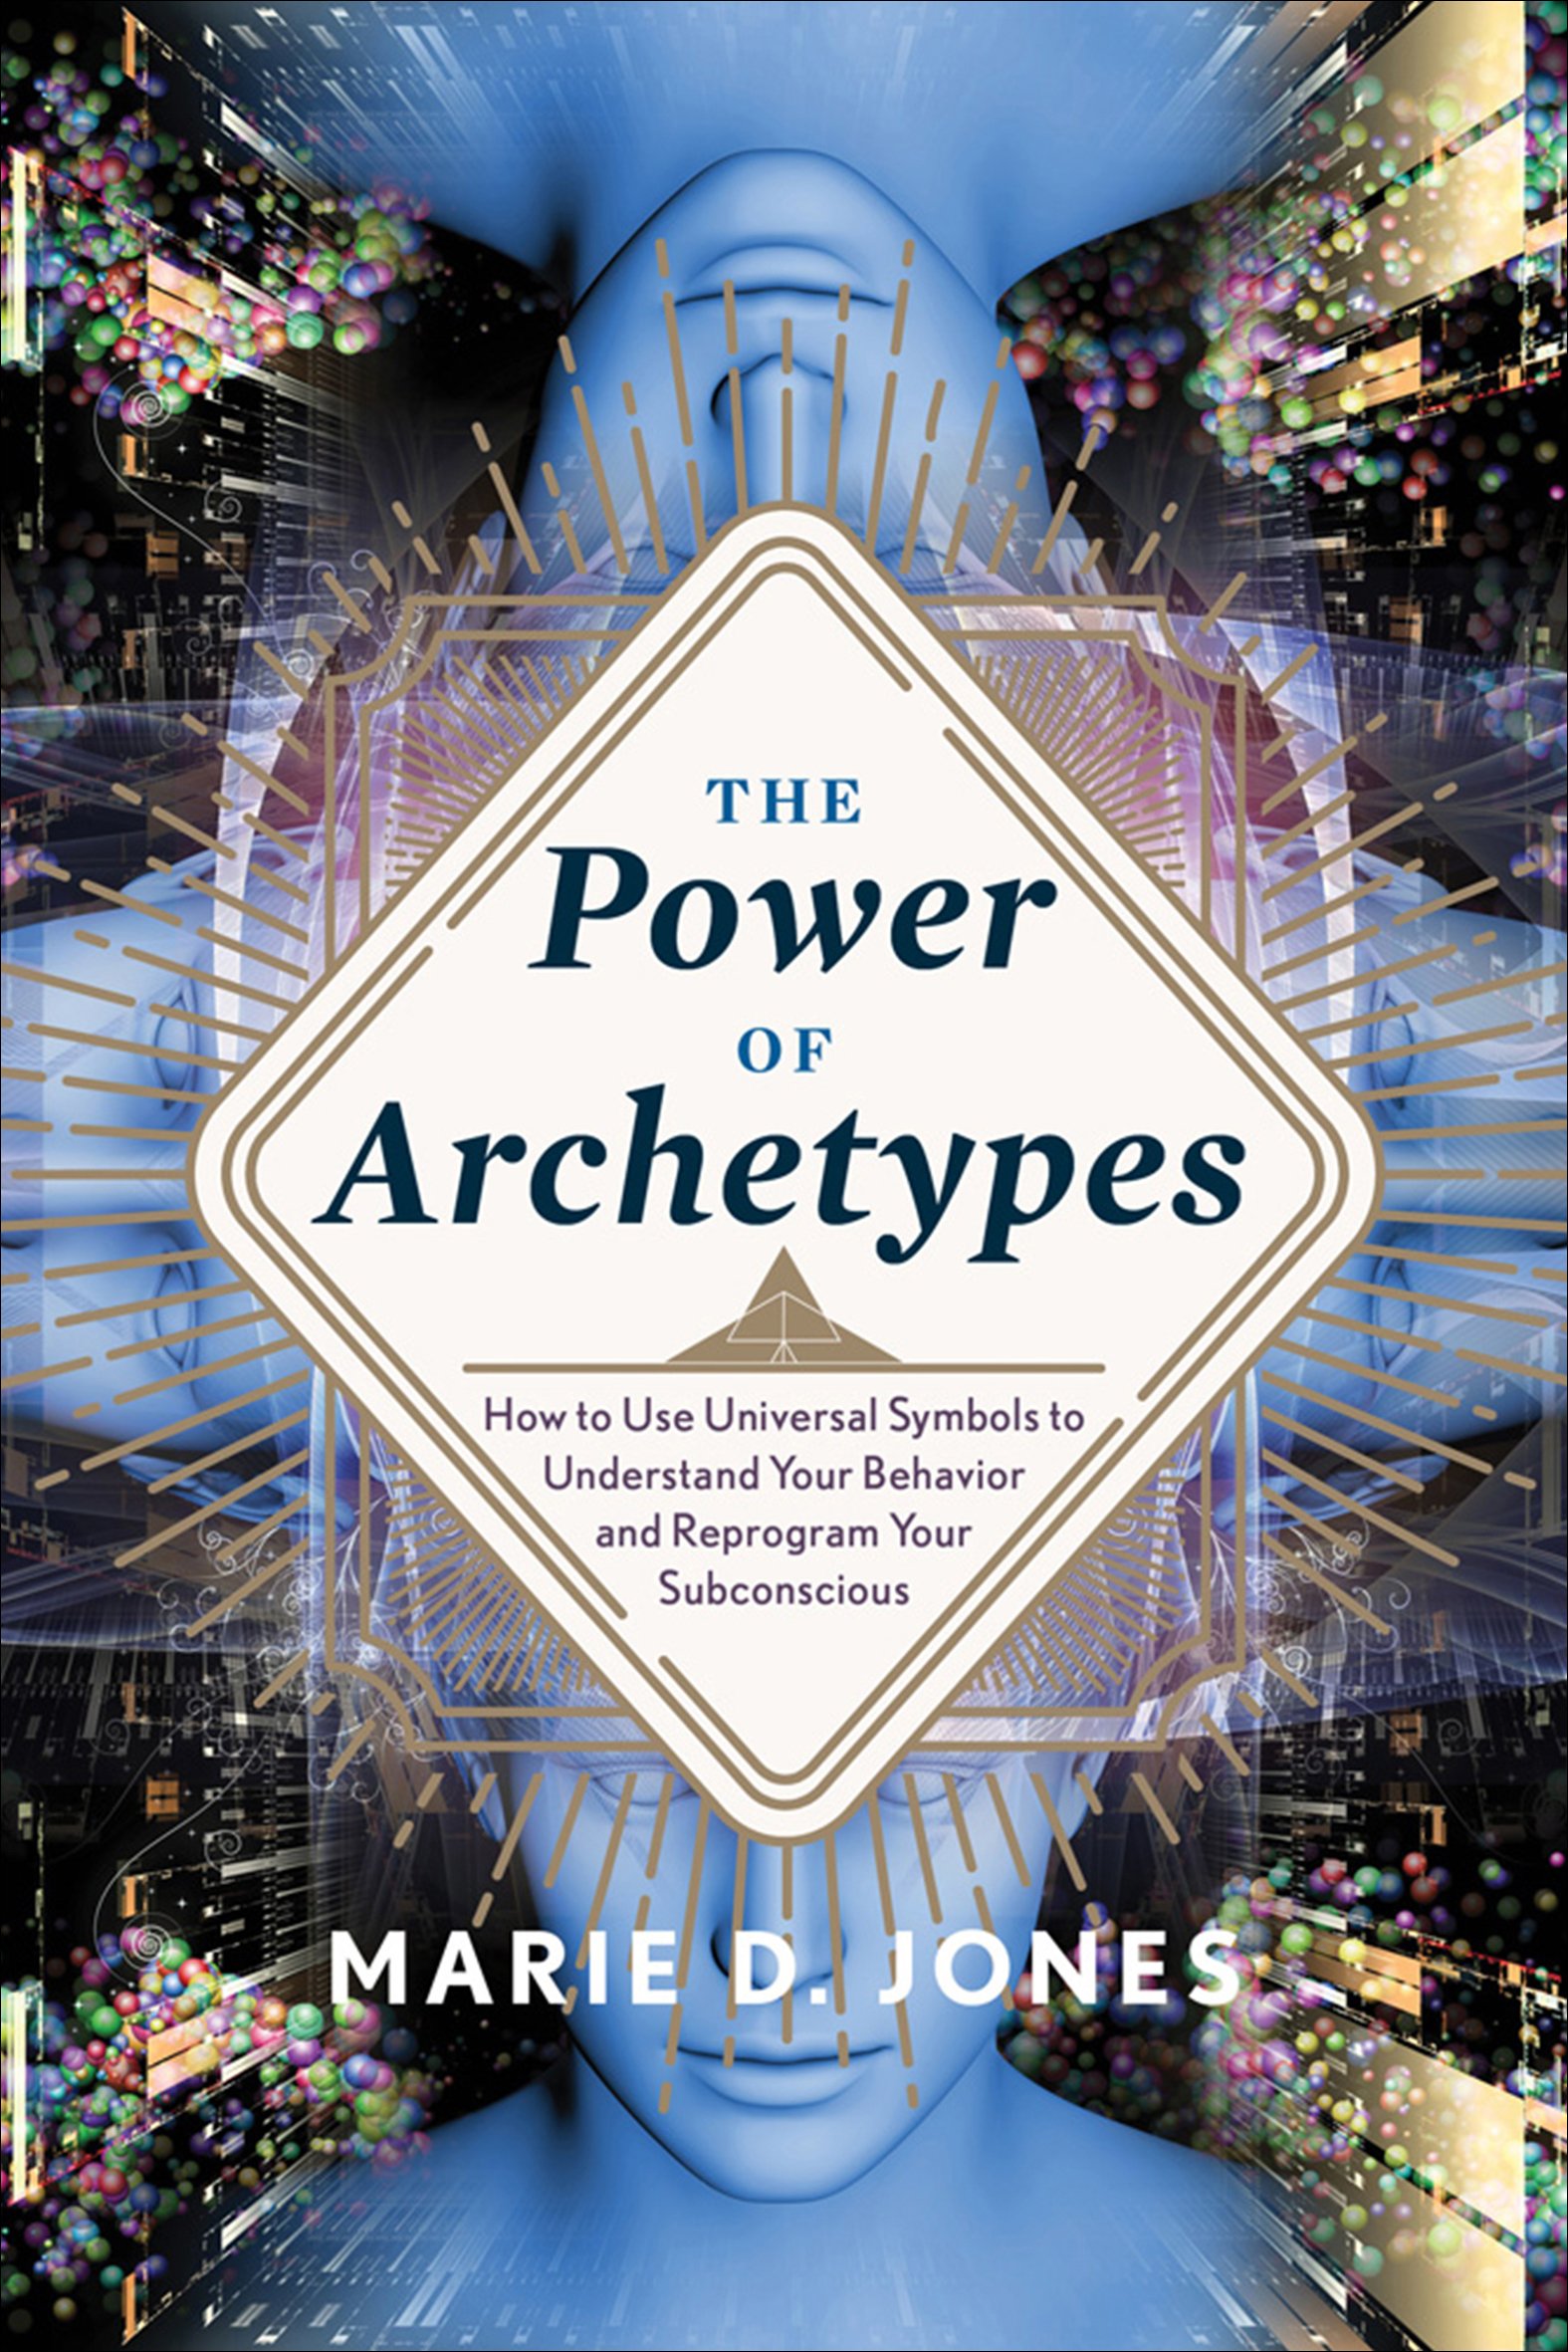 THE
Power
OF
Archetypes
How to Use Universal Symbols to
Understand Your Behavior
and Reprogram Your
Subconscious
MARIE D. JONES